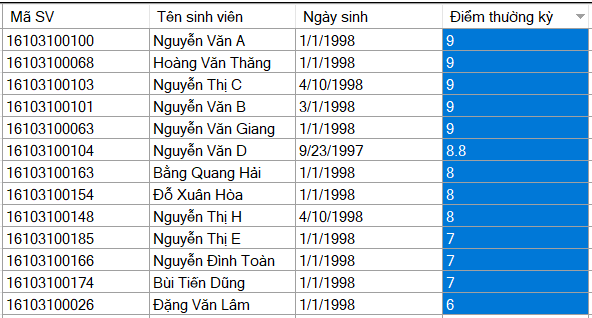 Mã SV Tên sinh viên Ngày sinh Điểm thường kỳ
16103100100 Nguyễn Văn A 1/1/1998 9
16103100068 Hoàng Văn Thăng 1/1/1998 9
16103100103 Nguyễn Thị C 4/10/1998 9
16103100101 Nguyễn Văn B 3/1/1998 9
16103100063 Nguyễn Văn Giang 1/1/1998 9
16103100104 Nguyễn Văn D 9/23/1997 8.8
16103100163 Bằng Quang Hải 1/1/1998 8
16103100154 Đỗ Xuân Hòa 1/1/1998 8
16103100148 Nguyễn Thị H 4/10/1998 8
16103100185 Nguyễn Thị E 1/1/1998 7
16103100166 Nguyễn Đình Toàn 1/1/1998 7
16103100174 Bùi Tiến Dũng 1/1/1998 7
16103100026 Đặng Văn Lâm 1/1/1998 6